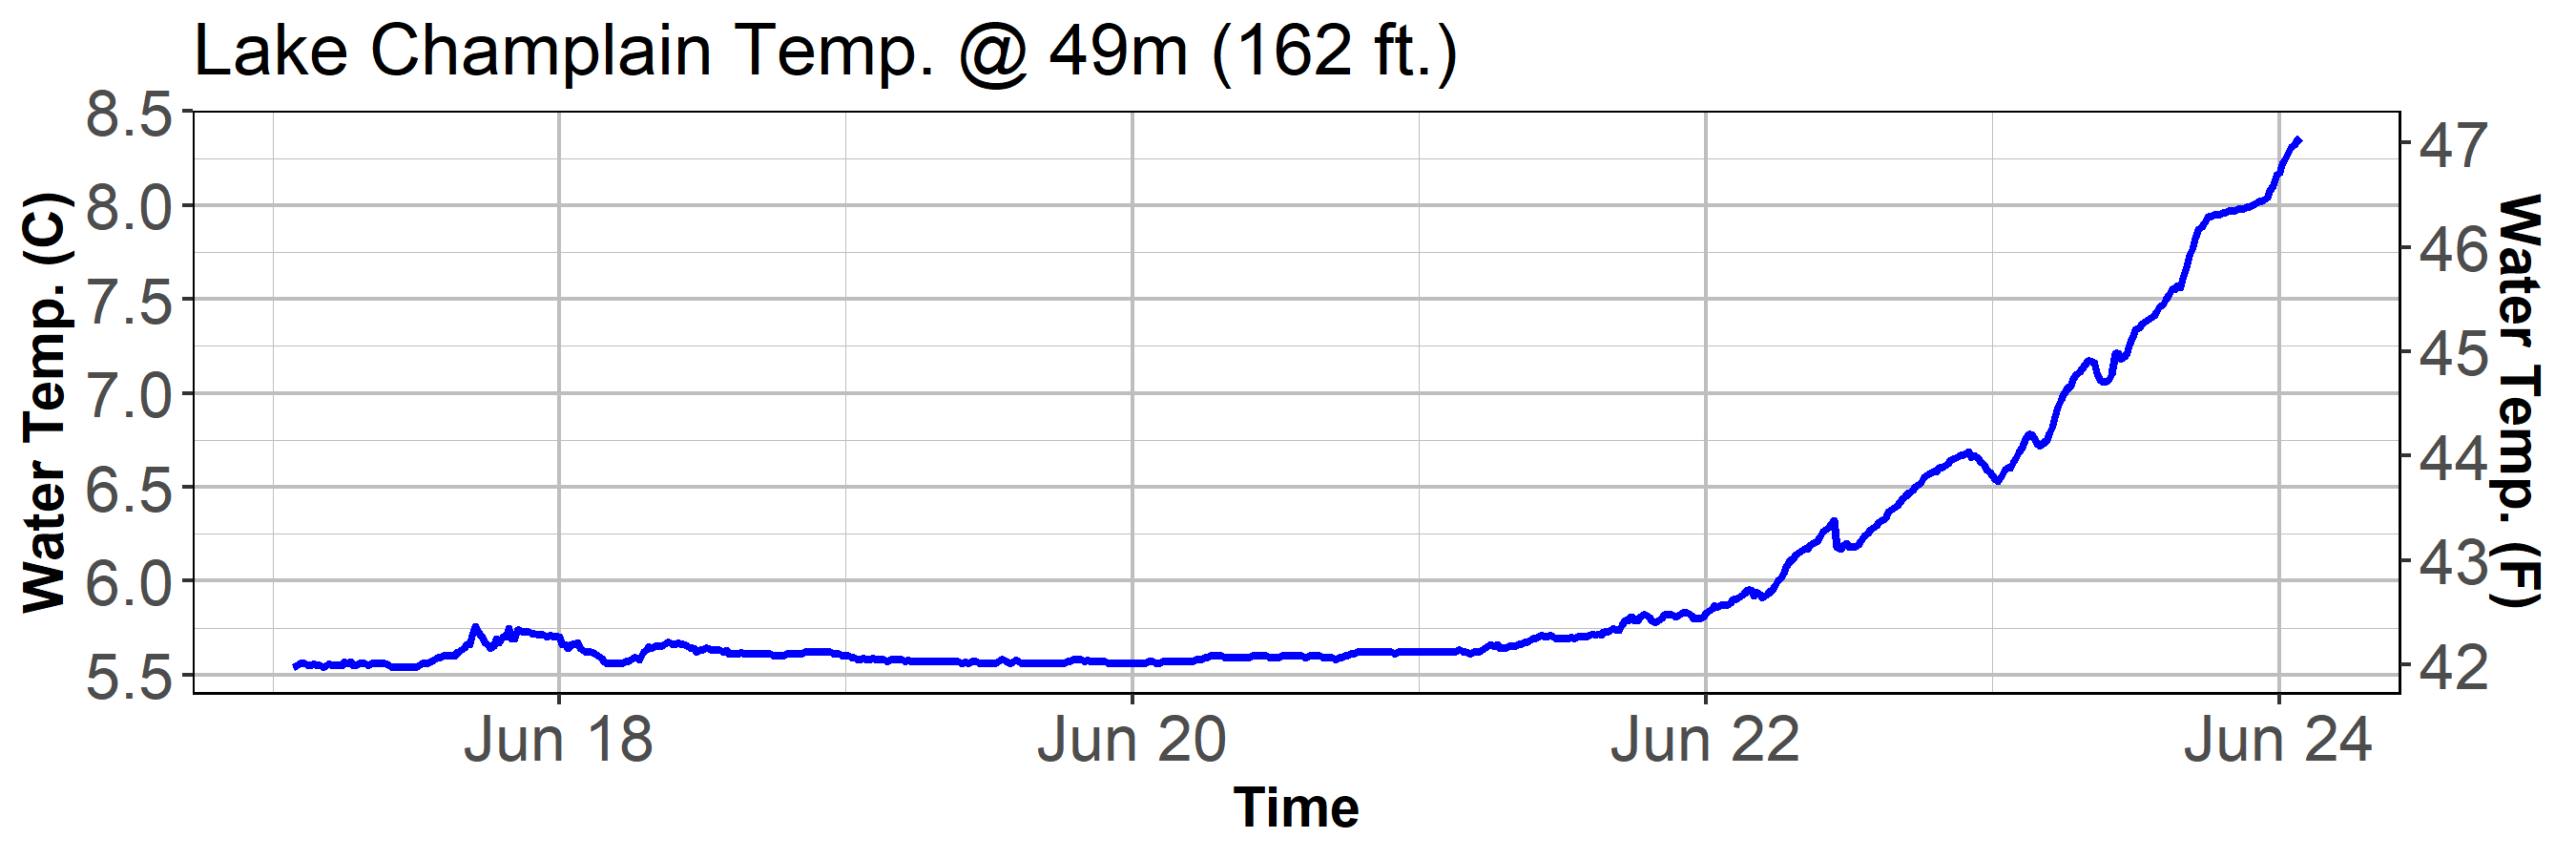 Lake Champlain Temp. @ 49m (162 ft.)
Water Temp. (C)
8.5
8.0
7.5
7.0
6.5
6.0
5.5
47
46
45
44
43
42
Water Temp. (F)
Jun 18
Jun 20
Jun 22
Jun 24
Time